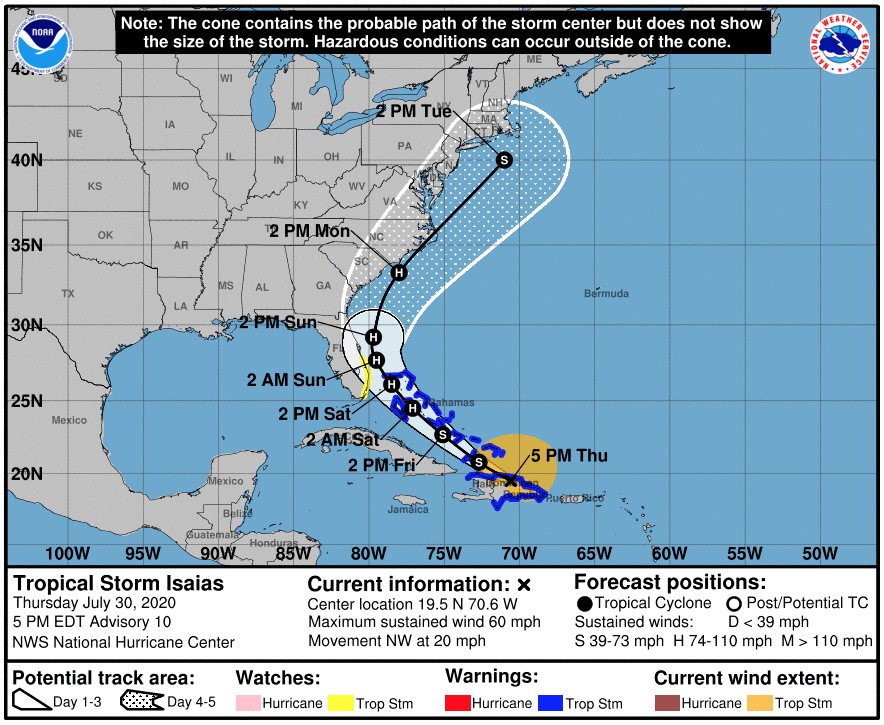 Note: The cone contains the probable path of the storm center but does not show
the size of the storm. Hazardous conditions can occur outside of the cone.
NOAA
NATIONAL WEATHER SERVICE
ME
SD
WI
VT
NH
MI
NY
MA
CT
RI
2 PM Tue
NE
IA
PA
40N
IL
IN
OH
NJ
KS
MO
WV
VA
KY
2 PM Mon
35N
OK
AR
TN
NC
SC
TX
MS
AL
GA
LA
Bermuda
30N
2 PM Sun
FL
2 AM Sun
25N
2 PM Sat
Bahamas
Mexico
2 AM Sat
5 PM Thu
2 PM Fri
20N
Mexico
Haiti
Dominican
Republic
Puerto Rico
Jamaica
Belize
Guatemala
Honduras
H
S
100W 95W 90W 85W 80W 75W 70W 65W 60W 55W 50W
Tropical Storm Isaias
Thursday July 30, 2020
5 PM EDT Advisory 10
NWS National Hurricane Center
Current information: ×
Center location 19.5 N 70.6 W
Maximum sustained wind 60 mph
Movement NW at 20 mph
Forecast positions:
Tropical Cyclone Post/Potential TC
Sustained winds: D < 39 mph
S 39-73 mph H 74-110 mph M > 110 mph
Potential track area:
Day 1-3 Day 4-5
Watches:
Hurricane Trop Stm
Warnings:
Hurricane Trop Stm
Current wind extent:
Hurricane Trop Stm